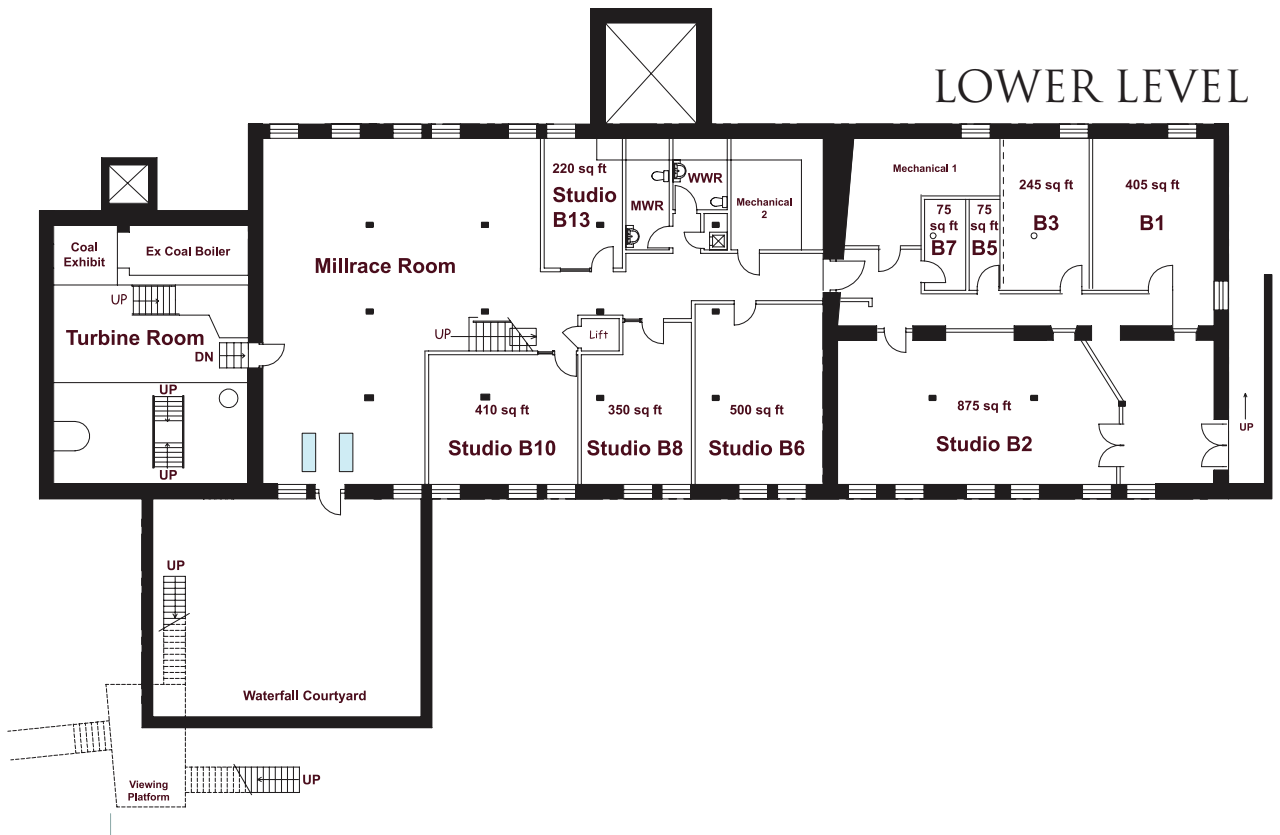 LOWER LEVEL
220 sq ft
Studio
B13
MWR
WWR
Mechanical
2
Mechanical 1
75
sq ft
B7
75
sq ft
B5
245 sq ft
B3
405 sq ft
B1
Coal
Exhibit
Ex Coal Boiler
UP
Turbine Room
DN
UP
UP
Millrace Room
UP
Lift
410 sq ft
Studio B10
350 sq ft
Studio B8
500 sq ft
Studio B6
875 sq ft
Studio B2
UP
UP
Waterfall Courtyard
UP
Viewing
Platform